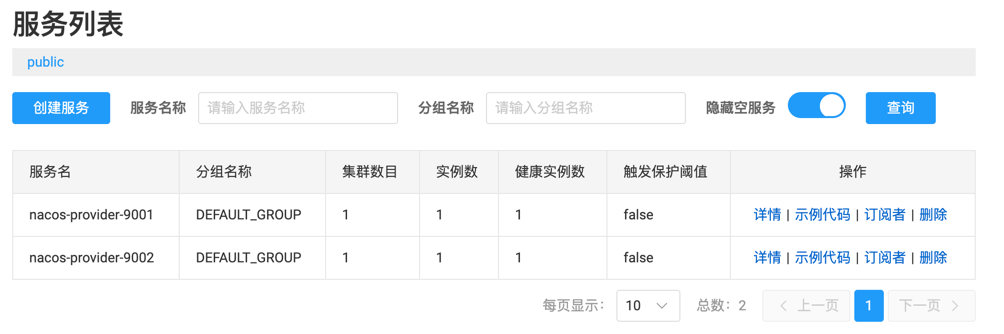 服务列表
public
创建服务 服务名称 请输入服务名称 分组名称 请输入分组名称 隐藏空服务 查询
服务名 分组名称 集群数目 实例数 健康实例数 触发保护阈值 操作
nacos-provider-9001 DEFAULT_GROUP 1 1 1 false 详情 | 示例代码 | 订阅者 | 删除
nacos-provider-9002 DEFAULT_GROUP 1 1 1 false 详情 | 示例代码 | 订阅者 | 删除
每页显示： 10 总数：2 上一页 1 下一页